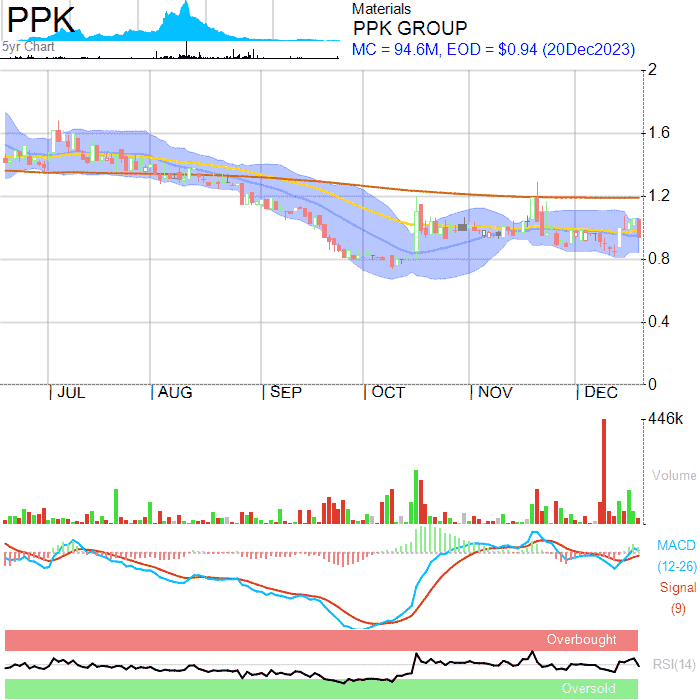 PPK
5yr Chart
Materials
PPK GROUP
MC = 94.6M, EOD = $0.94 (20Dec2023)
2
1.6
1.2
0.8
0.4
0
JUL AUG SEP OCT NOV DEC
446k
Volume
MACD
(12-26)
Signal
(9)
Overbought
RSI(14)
Oversold